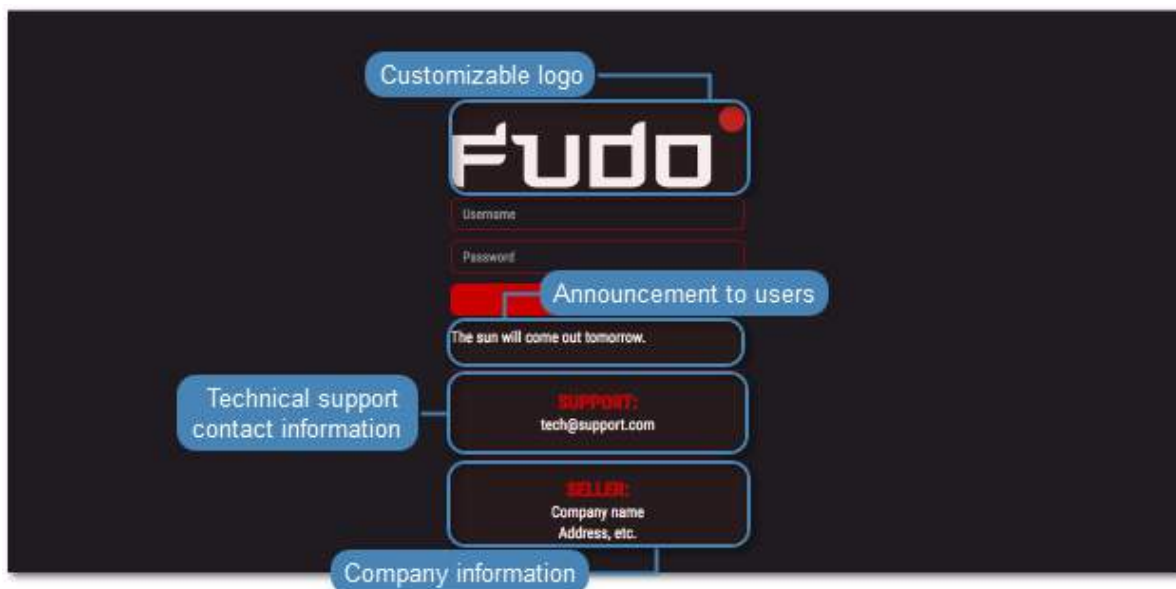 Customizable logo
FUDO
Username
Password
Announcement to users
The sun will come out tomorrow.
Technical support
contact information
SUPPORT:
tech@support.com
SELLER:
Company name
Address, etc.
Company information